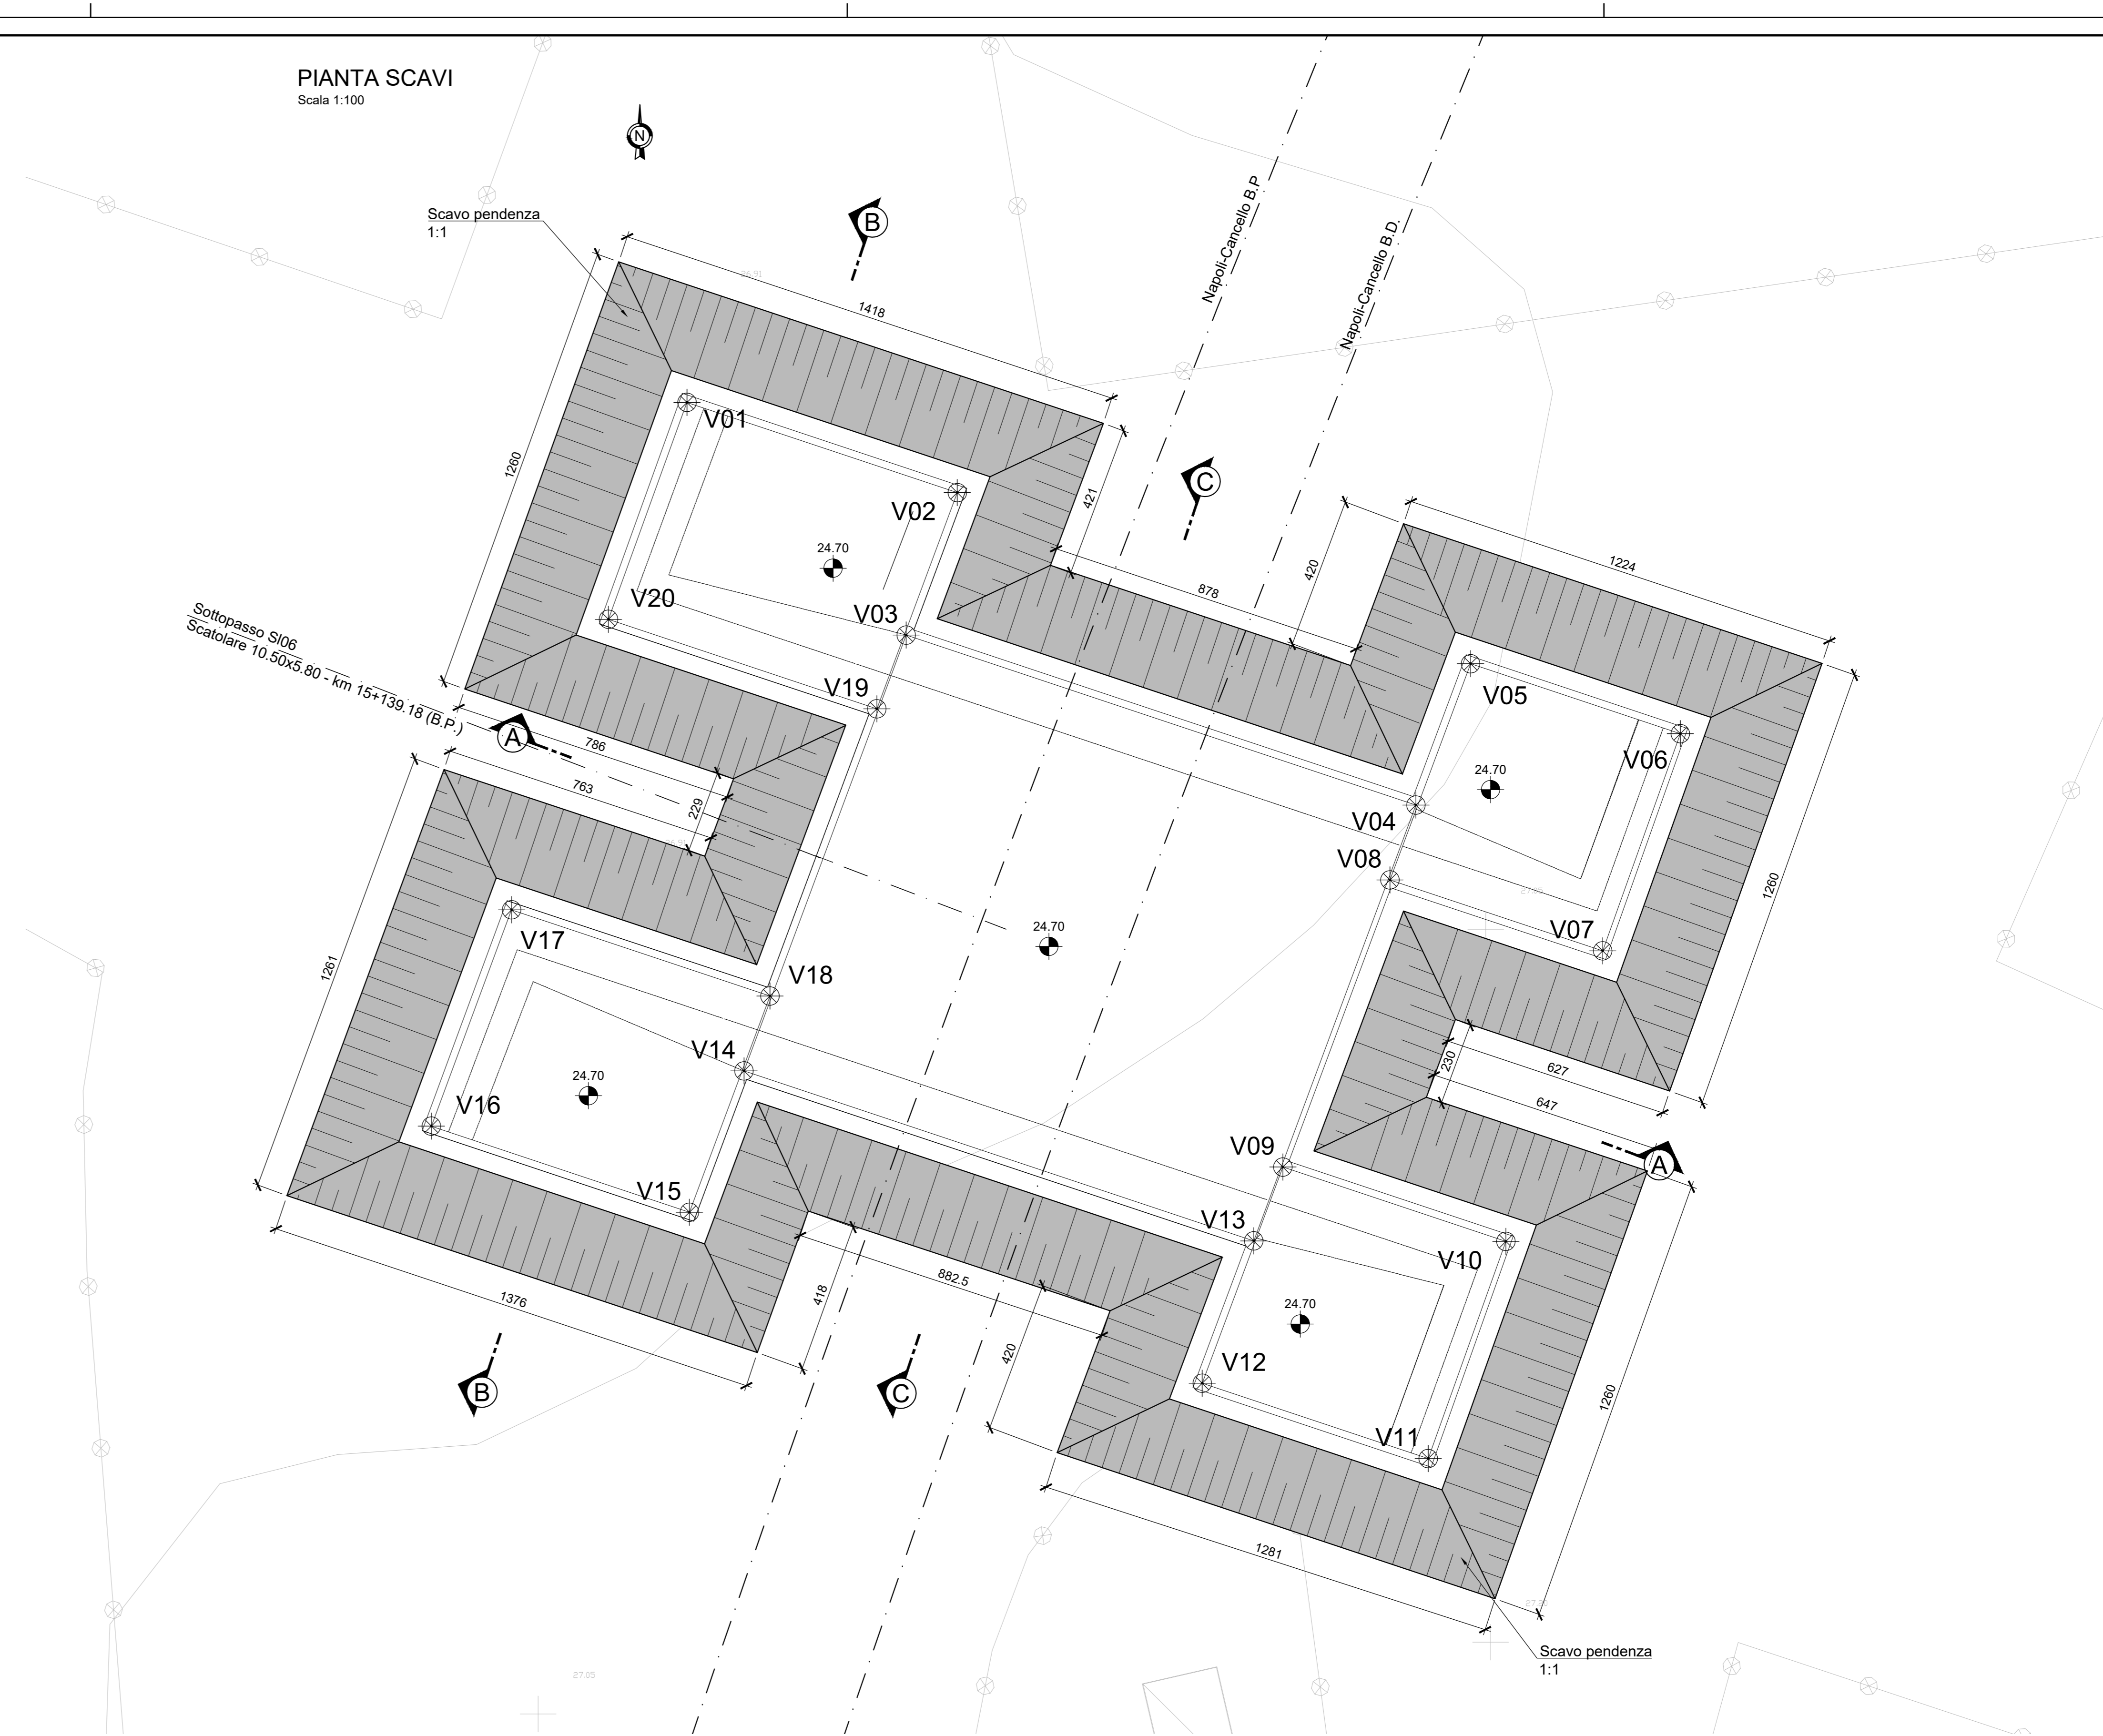 PIANTA SCAVI
Scala 1:100
N
Scavo pendenza
1:1
B
26.91
1418
Napoli-Cancello B.P
Napoli-Cancello B.D.
V01
1260
V02
421
C
24.70
420
1224
878
V20
V03
Sottopasso SI06
Scatolare 10.50x5.80 - km 15+139.18 (B.P.)
V19
V05
A
786
V06
24.70
763
229
V04
V08
1260
V07
24.70
V17
1261
V18
V14
230
627
24.70
647
V16
V09
A
V15
V13
V10
882.5
1376
418
24.70
420
V12
B
C
1260
V11
1281
Scavo pendenza
1:1
27.05